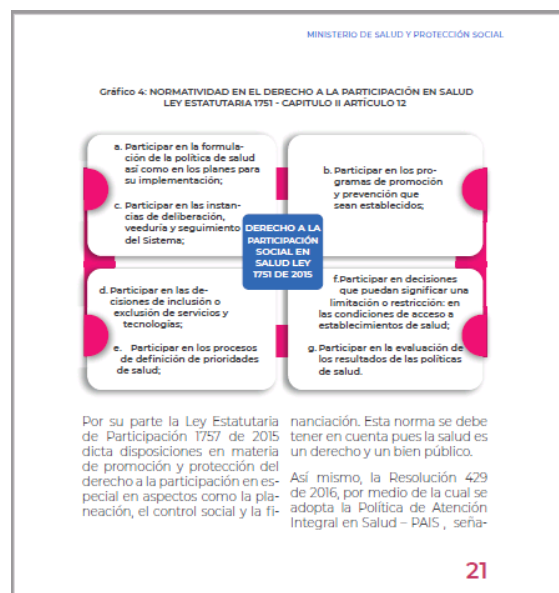 MINISTERIO DE SALUD Y PROTECCIÓN SOCIAL
Gráfico 4: NORMATIVIDAD EN EL DERECHO A LA PARTICIPACIÓN EN SALUD
LEY ESTATUTARIA 1751 - CAPITULO II ARTÍCULO 12
a. Participar en la formula-
ción de la política de salud
así como en los planes para
su implementación;
c. Participar en las instan-
cias de deliberación,
veeduría y seguimiento
del Sistema;
b. Participar en los pro-
gramas de promoción
y prevención que
sean establecidos;
DERECHO A LA
PARTICIPACIÓN
SOCIAL EN
SALUD LEY
1751 DE 2015
d. Participar en las de-
cisiones de inclusión o
exclusión de servicios y
tecnologías;
e. Participar en los procesos
de definición de prioridades
de salud;
f.Participar en decisiones
que puedan significar una
limitación o restricción: en
las condiciones de acceso a
establecimientos de salud;
g. Participar en la evaluación de
los resultados de las políticas
de salud.
Por su parte la Ley Estatutaria
de Participación 1757 de 2015
dicta disposiciones en materia
de promoción y protección del
derecho a la participación en es-
pecial en aspectos como la pla-
neación, el control social y la fi-
nanciación. Esta norma se debe
tener en cuenta pues la salud es
un derecho y un bien público.
Así mismo, la Resolución 429
de 2016, por medio de la cual se
adopta la Política de Atención
Integral en Salud – PAIS , seña-
21